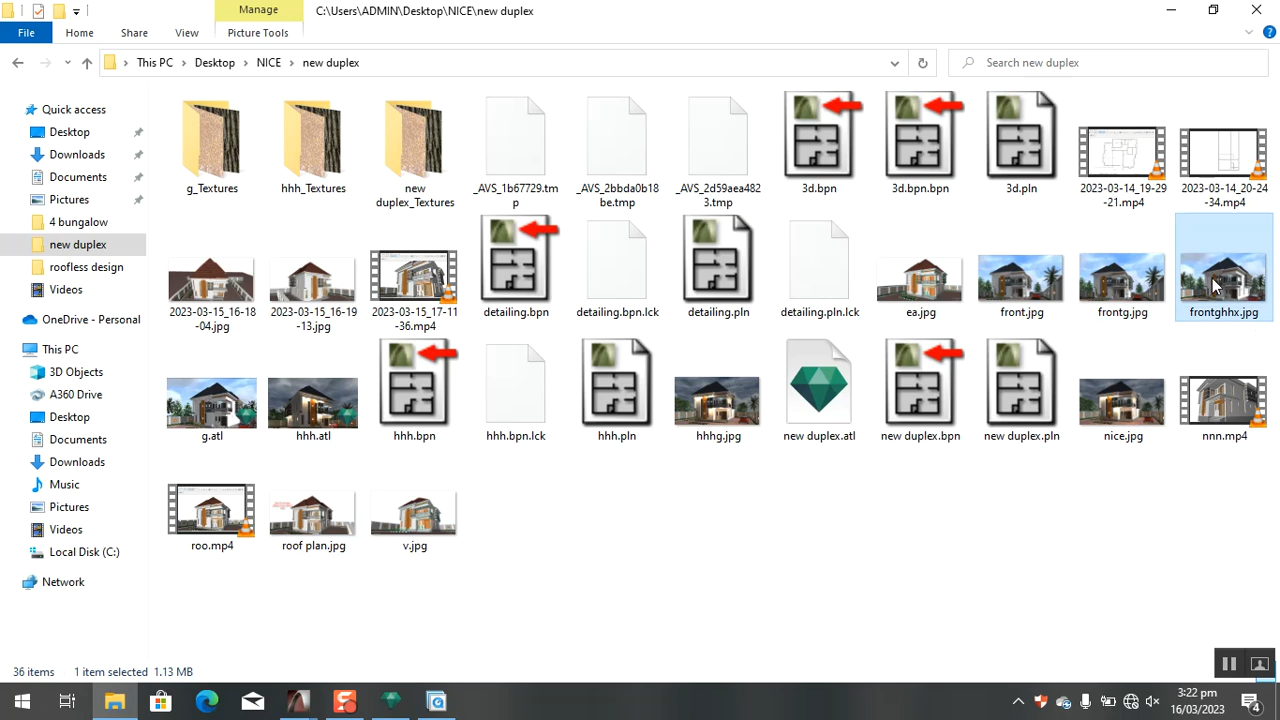 Manage
C:\Users\ADMIN\Desktop\NICE\new duplex
File
Home
Share
View
Picture Tools
This PC
Desktop
NICE
new duplex
Search new duplex
Quick access
Desktop
Downloads
Documents
Pictures
4 bungalow
new duplex
roofless design
Videos
OneDrive - Personal
This PC
3D Objects
A360 Drive
Desktop
Documents
Downloads
Music
Pictures
Videos
Local Disk (C:)
Network
g_Textures
hhh_Textures
new
duplex_Textures
_AVS_1b67729.tm
p
_AVS_2bbda0b18
be.tmp
_AVS_2d59aea482
3.tmp
3d.bpn
3d.bpn.bpn
3d.pln
2023-03-14_19-29
-21.mp4
2023-03-14_20-24
-34.mp4
2023-03-15_16-18
-04.jpg
2023-03-15_16-19
-13.jpg
2023-03-15_17-11
-36.mp4
detailing.bpn
detailing.bpn.lck
detailing.pln
detailing.pln.lck
ea.jpg
front.jpg
frontg.jpg
frontghhx.jpg
g.atl
hhh.atl
hhh.bpn
hhh.bpn.lck
hhh.pln
hhhg.jpg
new duplex.atl
new duplex.bpn
new duplex.pln
nice.jpg
nnn.mp4
roo.mp4
roof plan.jpg
v.jpg
36 items
1 item selected 1.13 MB
3:22 pm
16/03/2023
4